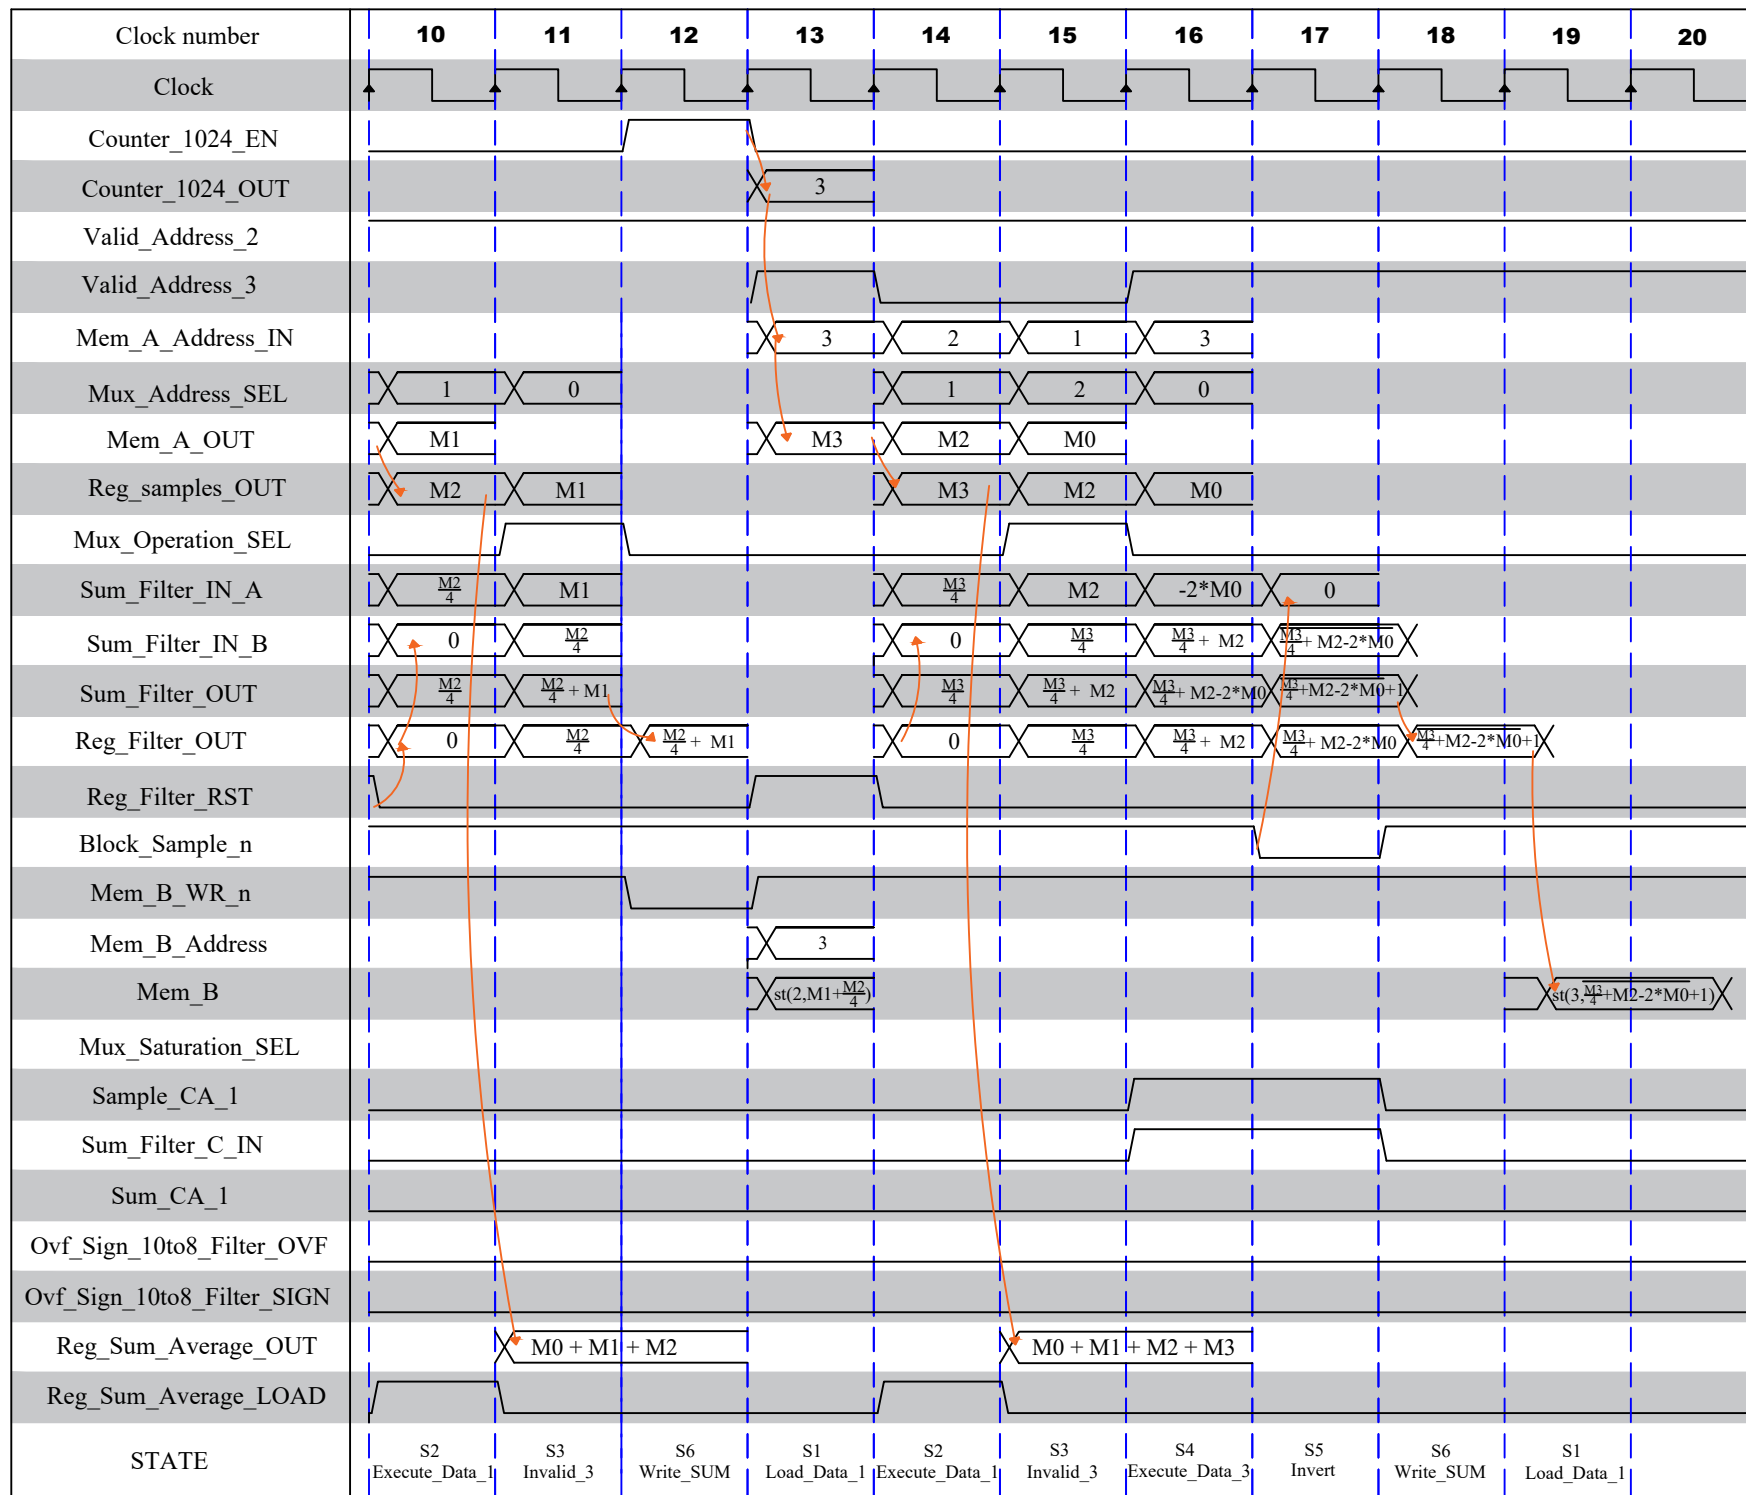 Clock number 10 11 12 13 14 15 16 17 18 19 20
Clock
Counter_1024_EN
Counter_1024_OUT 3
Valid_Address_2
Valid_Address_3
Mem_A_Address_IN 3 2 1 3
Mux_Address_SEL 1 0 1 2 0
Mem_A_OUT M1 M3 M2 M0
Reg_samples_OUT M2 M1 M3 M2 M0
Mux_Operation_SEL
Sum_Filter_IN_A M2/4 M1 M3/4 M2 -2*M0 0
Sum_Filter_IN_B 0 M2/4 0 M3/4 M3/4 + M2 M3/4 + M2-2*M0
Sum_Filter_OUT M2/4 M2/4 + M1 M3/4 M3/4 + M2 M3/4 + M2-2*M0 M3/4+M2-2*M0+1
Reg_Filter_OUT 0 M2/4 M2/4 + M1 0 M3/4 M3/4 + M2 M3/4 + M2-2*M0 M3/4+M2-2*M0+1
Reg_Filter_RST
Block_Sample_n
Mem_B_WR_n
Mem_B_Address 3
Mem_B st(2,M1+M2/4) st(3,M3/4+M2-2*M0+1)
Mux_Saturation_SEL
Sample_CA_1
Sum_Filter_C_IN
Sum_CA_1
Ovf_Sign_10to8_Filter_OVF
Ovf_Sign_10to8_Filter_SIGN
Reg_Sum_Average_OUT M0 + M1 + M2 M0 + M1 + M2 + M3
Reg_Sum_Average_LOAD
STATE S2 S3 S6 S1 S2 S3 S4 S5 S6 S1
Execute_Data_1 Invalid_3 Write_SUM Load_Data_1 Execute_Data_1 Invalid_3 Execute_Data_3 Invert Write_SUM Load_Data_1